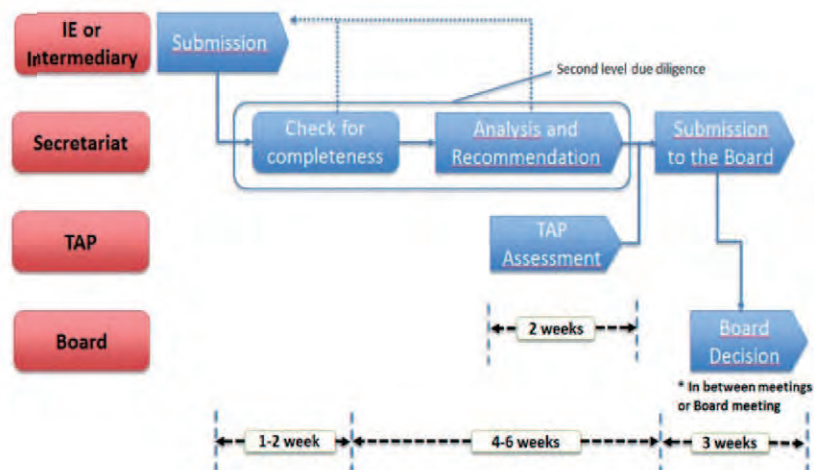 IE or
Intermediary
Submission
Second level due diligence
Secretariat
Check for
completeness
Analysis and
Recommendation
Submission
to the Board
TAP
TAP
Assessment
2 weeks
Board
Board
Decision
* In between meetings
or Board meeting
1-2 week
4-6 weeks
3 weeks